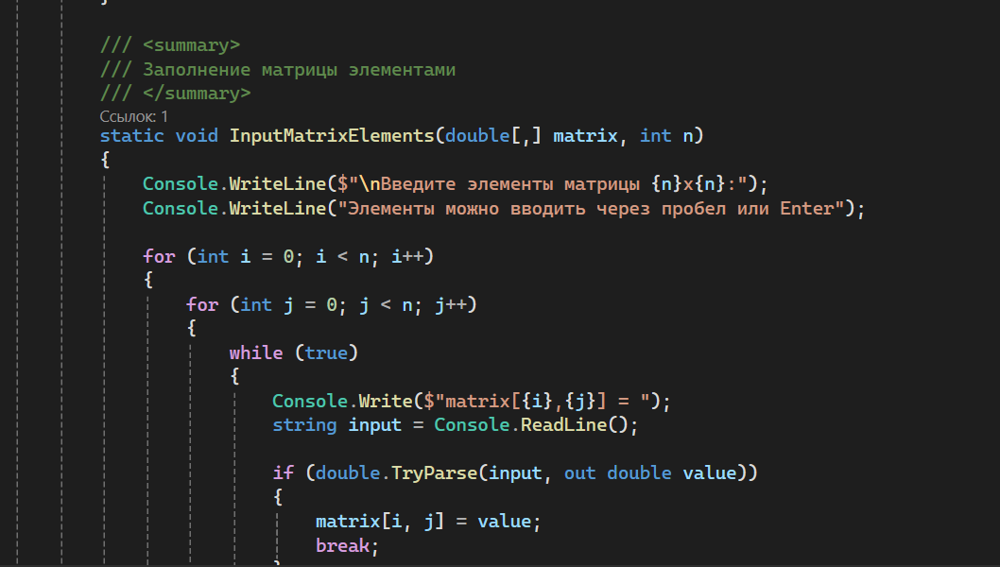 }
/// <summary>
/// Заполнение матрицы элементами
/// </summary>
Ссылок: 1
static void InputMatrixElements(double[,] matrix, int n)
{
Console.WriteLine($"\nВведите элементы матрицы {n}x{n}:");
Console.WriteLine("Элементы можно вводить через пробел или Enter");
for (int i = 0; i < n; i++)
{
for (int j = 0; j < n; j++)
{
while (true)
{
Console.Write($"matrix[{i},{j}] = ");
string input = Console.ReadLine();
if (double.TryParse(input, out double value))
{
matrix[i, j] = value;
break;
}